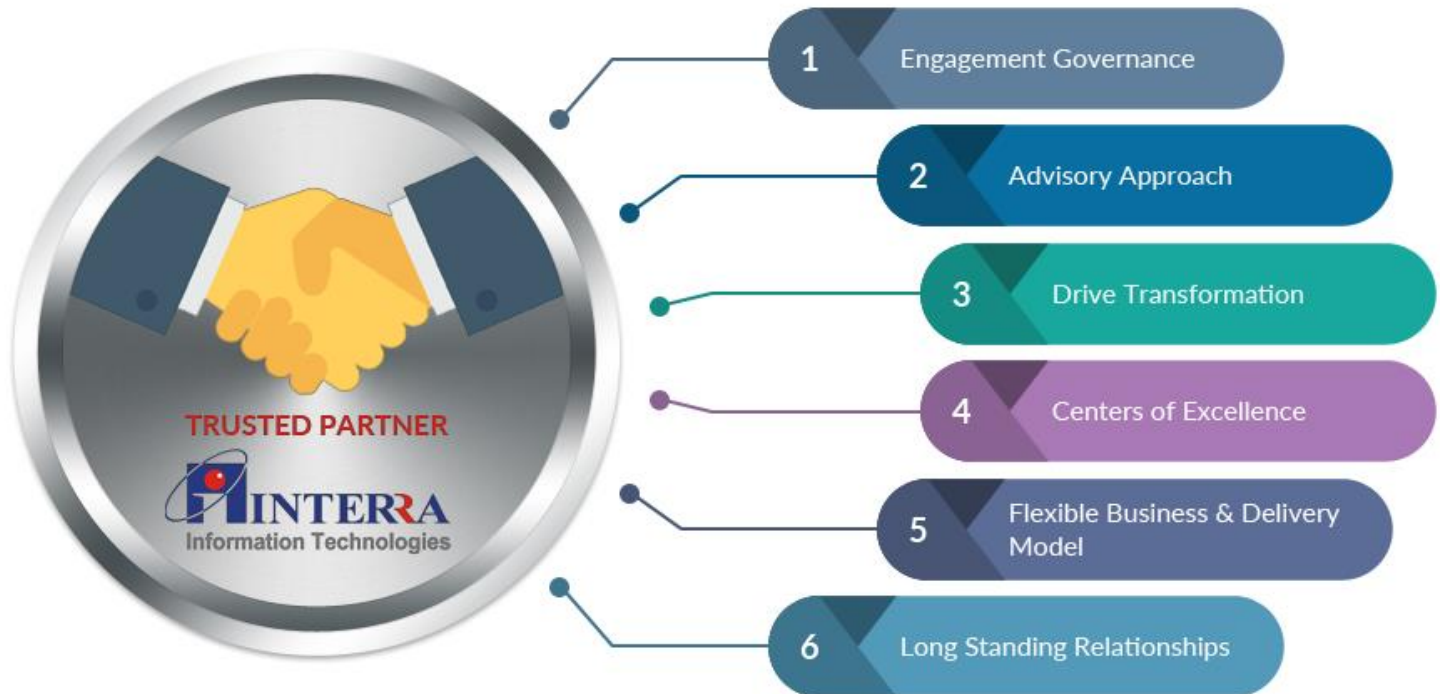 TRUSTED PARTNER
INTERRA
Information Technologies
1
Engagement Governance
2
Advisory Approach
3
Drive Transformation
4
Centers of Excellence
5
Flexible Business & Delivery
Model
6
Long Standing Relationships